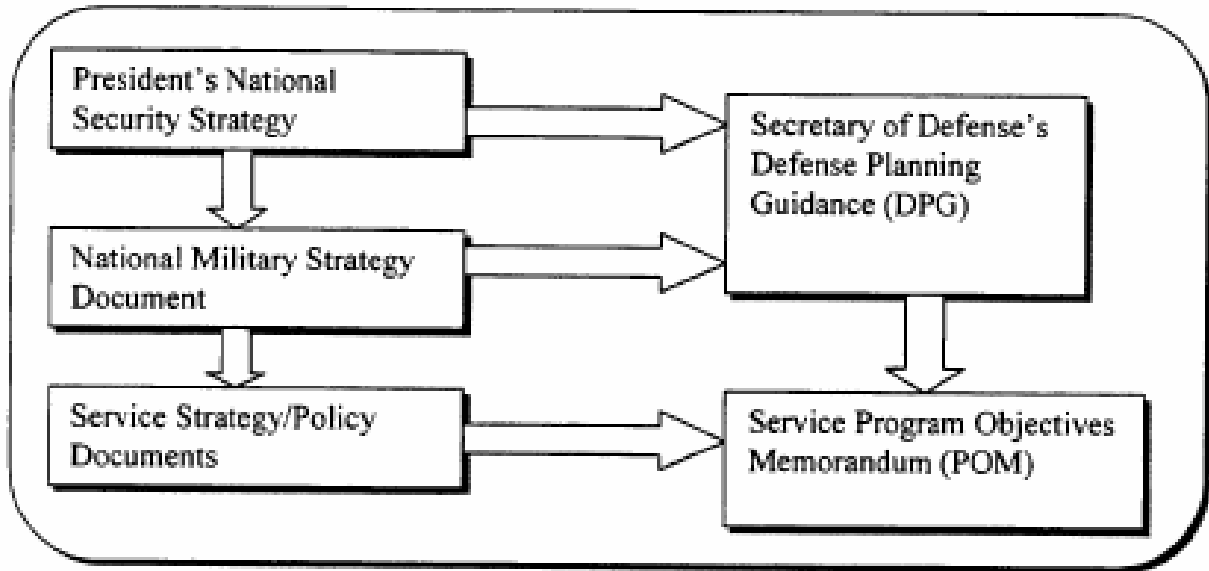 President's National
Security Strategy
Secretary of Defense's
Defense Planning
Guidance (DPG)
National Military Strategy
Document
Service Strategy/Policy
Documents
Service Program Objectives
Memorandum (POM)